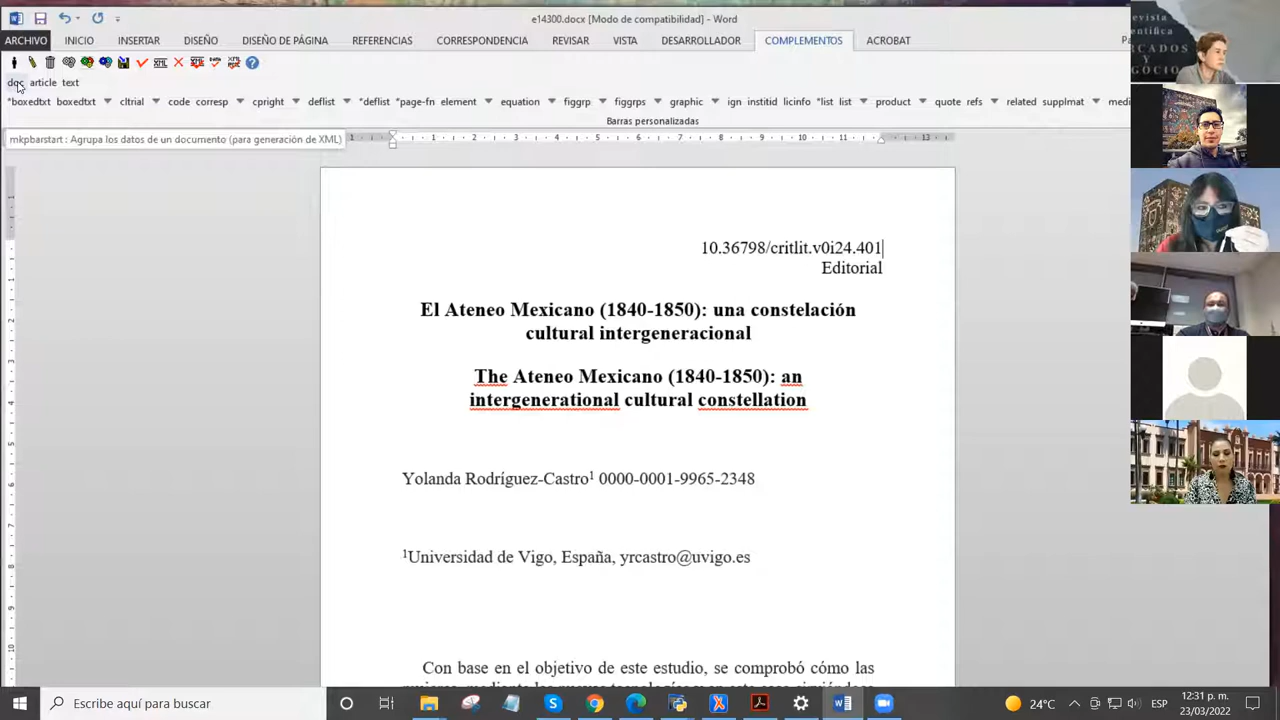 e14300.docx [Modo de compatibilidad] - Word
ARCHIVO INICIO INSERTAR DISEÑO DISEÑO DE PÁGINA REFERENCIAS CORRESPONDENCIA REVISAR VISTA DESARROLLADOR COMPLEMENTOS ACROBAT
doc article text
*boxedtxt boxedtxt cltrial code corresp cpright deflist *deflist *page-fn element equation figgrp figgrps graphic ign institid licinfo *list list product quote refs related supplmat
Barras personalizadas
mkpbarstart : Agrupa los datos de un documento (para generación de XML)
10.36798/critlit.v0i24.401
Editorial
El Ateneo Mexicano (1840-1850): una constelación
cultural intergeneracional
The Ateneo Mexicano (1840-1850): an
intergenerational cultural constellation
Yolanda Rodríguez-Castro¹ 0000-0001-9965-2348
¹Universidad de Vigo, España, yrcastro@uvigo.es
Con base en el objetivo de este estudio, se comprobó cómo las
Escribe aquí para buscar
24°C ESP
12:31 p. m.
23/03/2022